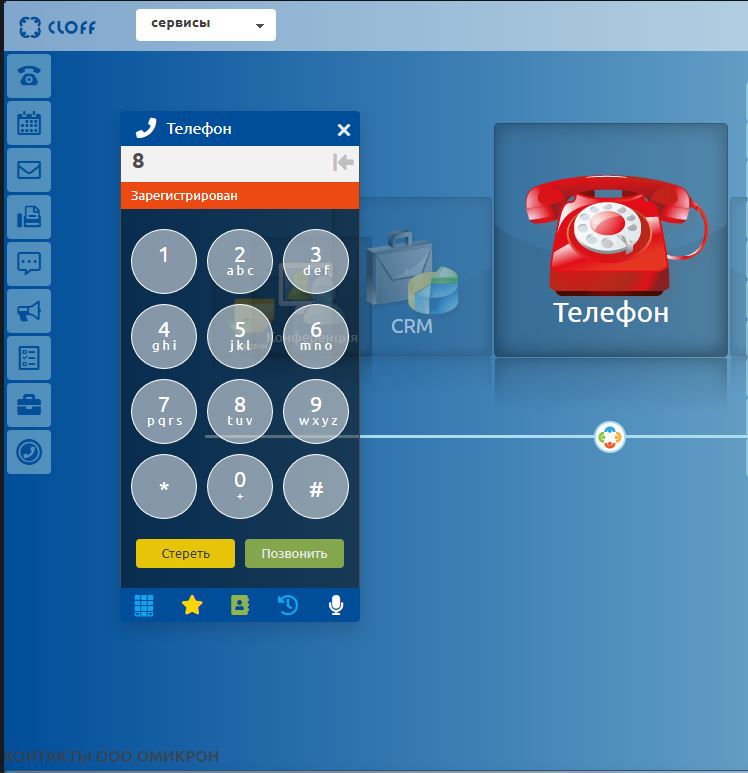 CLOFF
сервисы
Телефон
8
Зарегистрирован
1
2
abc
3
def
4
ghi
5
jkl
6
mno
7
pqrs
8
tuv
9
wxyz
*
0
+
#
Стереть
Позвонить
Конференция
CRM
Телефон
КОНТАКТЫ ООО ОМИКРОН